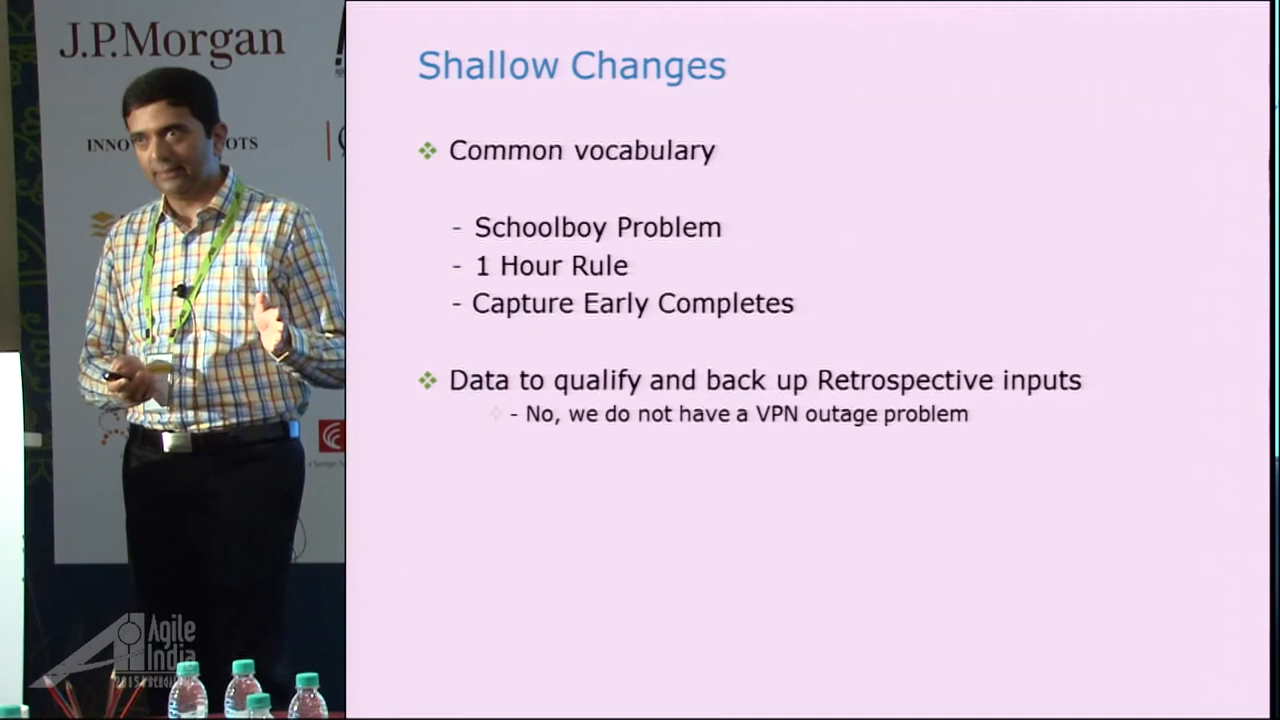 J.P.Morgan
Shallow Changes
Common vocabulary
- Schoolboy Problem
- 1 Hour Rule
- Capture Early Completes
Data to qualify and back up Retrospective inputs
- No, we do not have a VPN outage problem
Agile
India